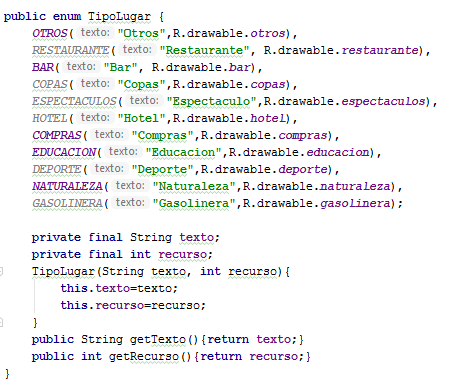 public enum TipoLugar {
OTROS( texto: "Otros",R.drawable.otros),
RESTAURANTE( texto: "Restaurante", R.drawable.restaurante),
BAR( texto: "Bar", R.drawable.bar),
COPAS( texto: "Copas",R.drawable.copas),
ESPECTACULOS( texto: "Espectaculo",R.drawable.espectaculos),
HOTEL( texto: "Hotel",R.drawable.hotel),
COMPRAS( texto: "Compras",R.drawable.compras),
EDUCACION( texto: "Educacion",R.drawable.educacion),
DEPORTE( texto: "Deporte",R.drawable.deporte),
NATURALEZA( texto: "Naturaleza",R.drawable.naturaleza),
GASOLINERA( texto: "Gasolinera",R.drawable.gasolinera);
private final String texto;
private final int recurso;
TipoLugar(String texto, int recurso){
this.texto=texto;
this.recurso=recurso;
}
public String getTexto(){return texto;}
public int getRecurso(){return recurso;}
}